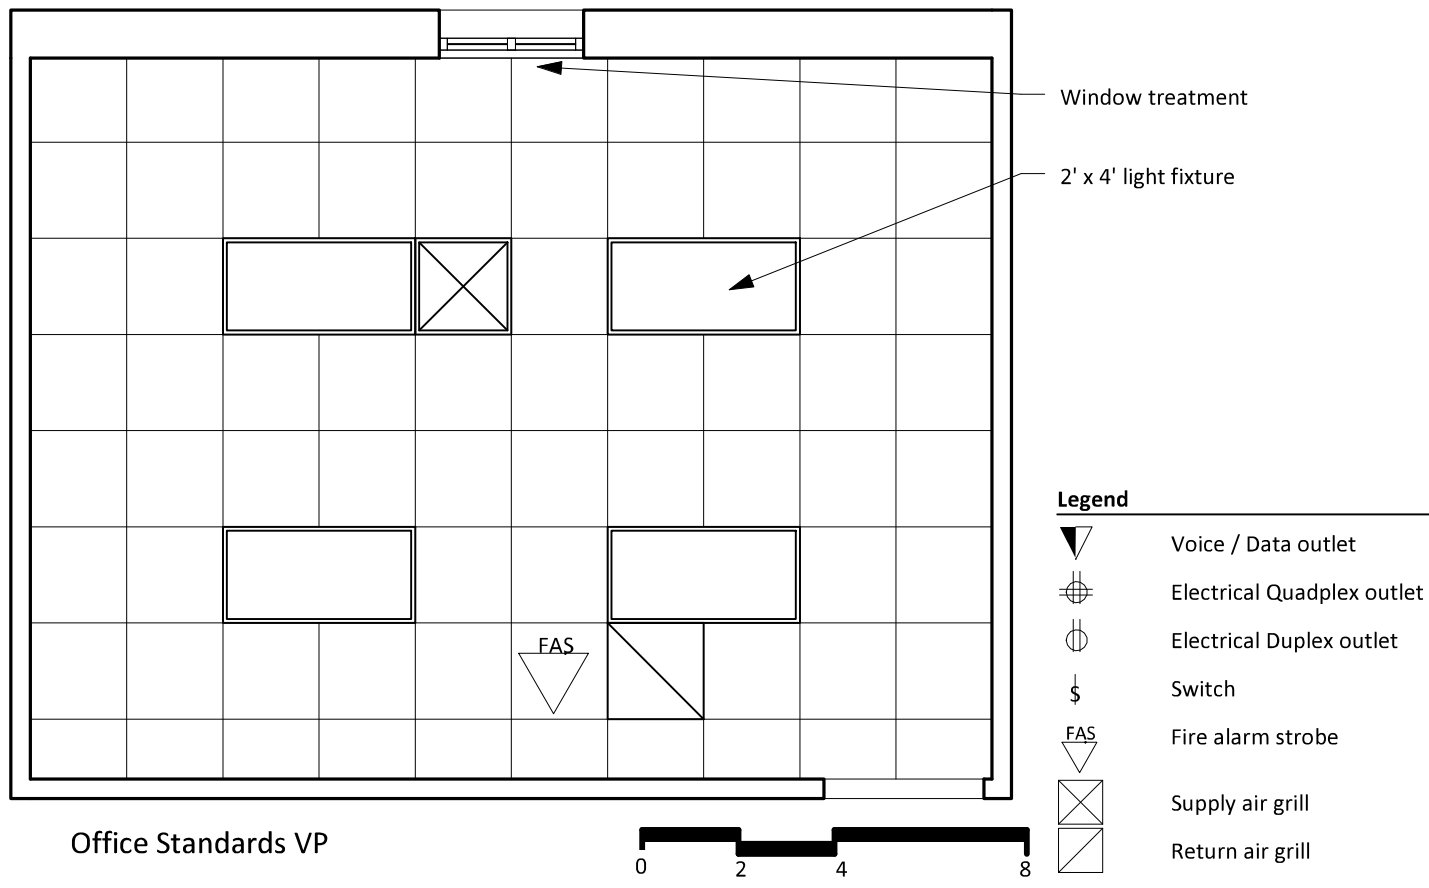 Window treatment
2' x 4' light fixture
FAS
Legend
Voice / Data outlet
Electrical Quadplex outlet
Electrical Duplex outlet
$ Switch
FAS Fire alarm strobe
Supply air grill
Return air grill
Office Standards VP
0 2 4 8